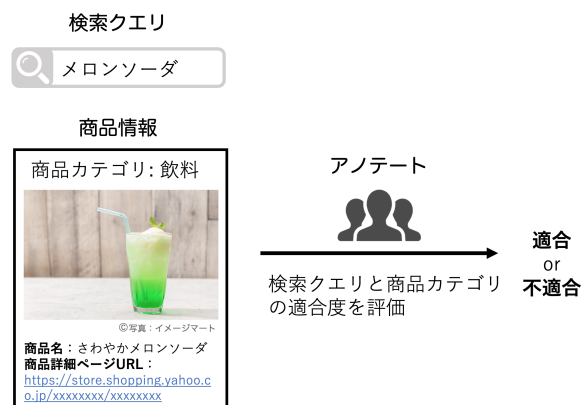 検索クエリ
メロンソーダ
商品情報
商品カテゴリ: 飲料
©写真：イメージマート
商品名：さわやかメロンソーダ
商品詳細ページURL：
https://store.shopping.yahoo.c
o.jp/xxxxxxxx/xxxxxxxx
アノテート
検索クエリと商品カテゴリ
の適合度を評価
適合
or
不適合